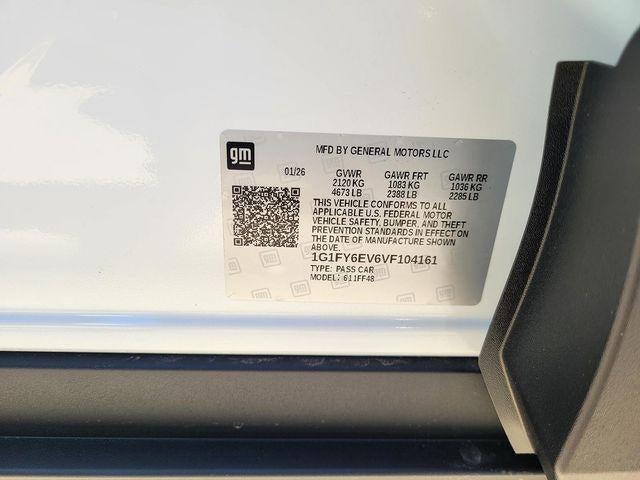 gm
MFD BY GENERAL MOTORS LLC
01/26 GVWR GAWR FRT GAWR RR
2120 KG 1083 KG 1036 KG
4673 LB 2388 LB 2285 LB
THIS VEHICLE CONFORMS TO ALL
APPLICABLE U.S. FEDERAL MOTOR
VEHICLE SAFETY, BUMPER, AND THEFT
PREVENTION STANDARDS IN EFFECT ON
THE DATE OF MANUFACTURE SHOWN
ABOVE.
1G1FY6EV6VF104161
TYPE: PASS CAR
MODEL: 611FF48